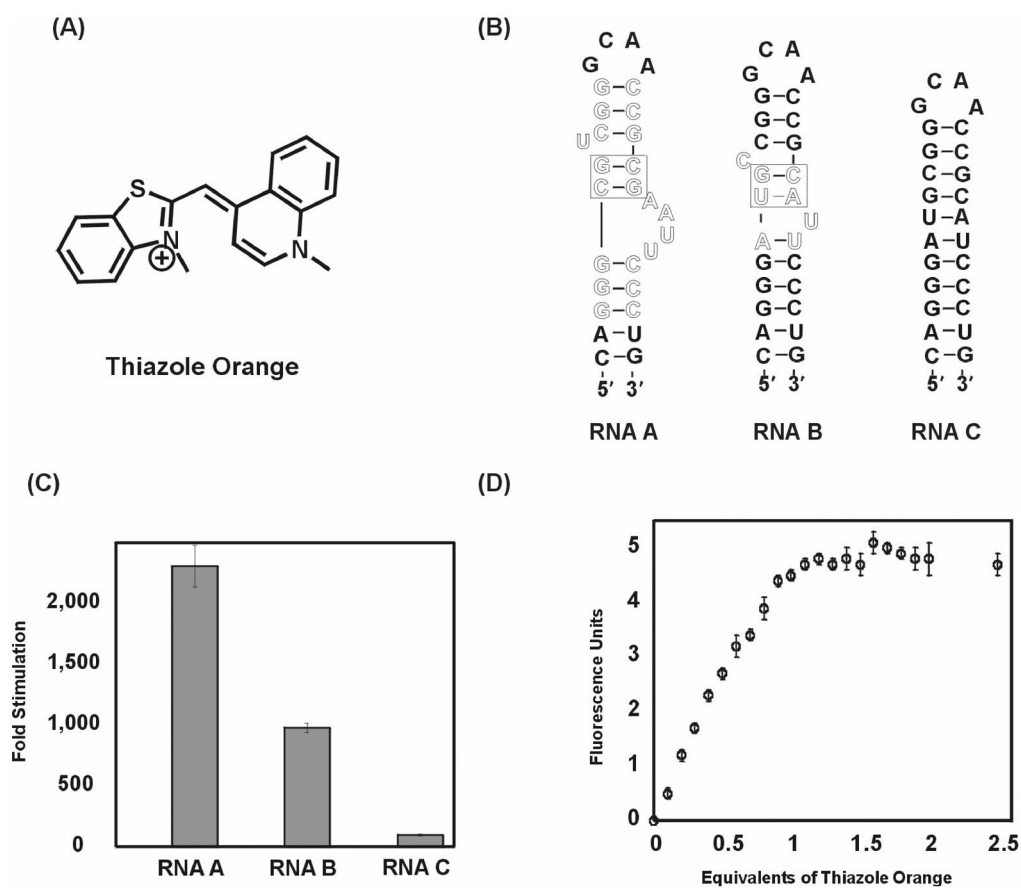 (A)
S
N
+
N
Thiazole Orange
(B)
C A
G A
G–C
G–C
C–G
U
G–C
C–G
A
A
U
U
G–C
G–C
G–C
A–U
C–G
5′ 3′
RNA A
C A
G A
G–C
G–C
C–G
C
G–C
U–A
U
A–U
G–C
G–C
G–C
A–U
C–G
5′ 3′
RNA B
C A
G A
G–C
G–C
C–G
G–C
U–A
A–U
G–C
G–C
G–C
A–U
C–G
5′ 3′
RNA C
(C)
Fold Stimulation
2,000
1,500
1,000
500
0
RNA A RNA B RNA C
(D)
Fluorescence Units
5
4
3
2
1
0
0 0.5 1 1.5 2 2.5
Equivalents of Thiazole Orange